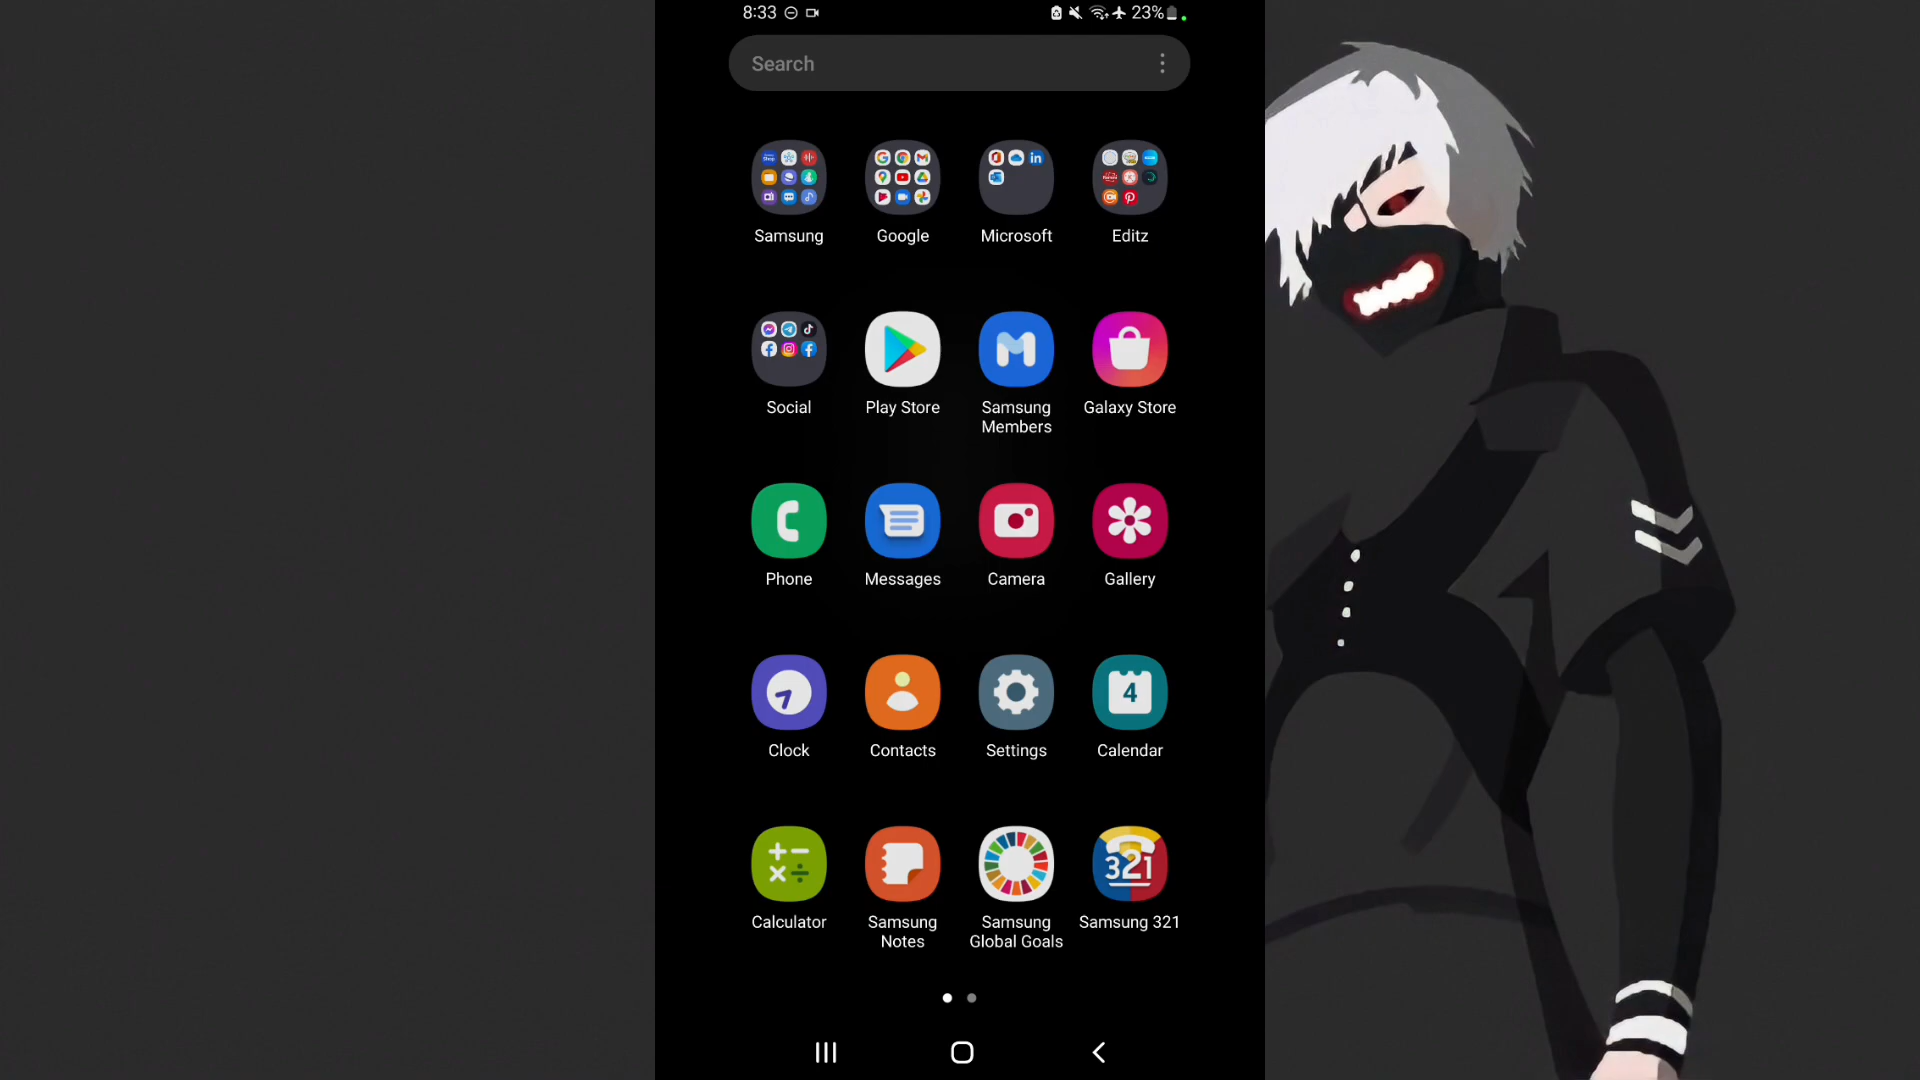 8:33
23%
Search
Samsung
Google
Microsoft
Editz
Social
Play Store
Samsung
Members
Galaxy Store
Phone
Messages
Camera
Gallery
Clock
Contacts
Settings
4
Calendar
321
Calculator
Samsung
Notes
Samsung
Global Goals
Samsung 321